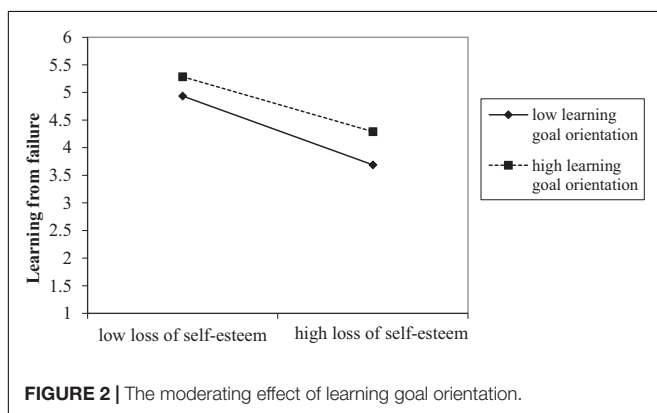 6
5.5
5
4.5
4
3.5
3
2.5
2
1.5
1
Learning from failure
low loss of self-esteem
high loss of self-esteem
low learning
goal orientation
high learning
goal orientation
FIGURE 2 | The moderating effect of learning goal orientation.